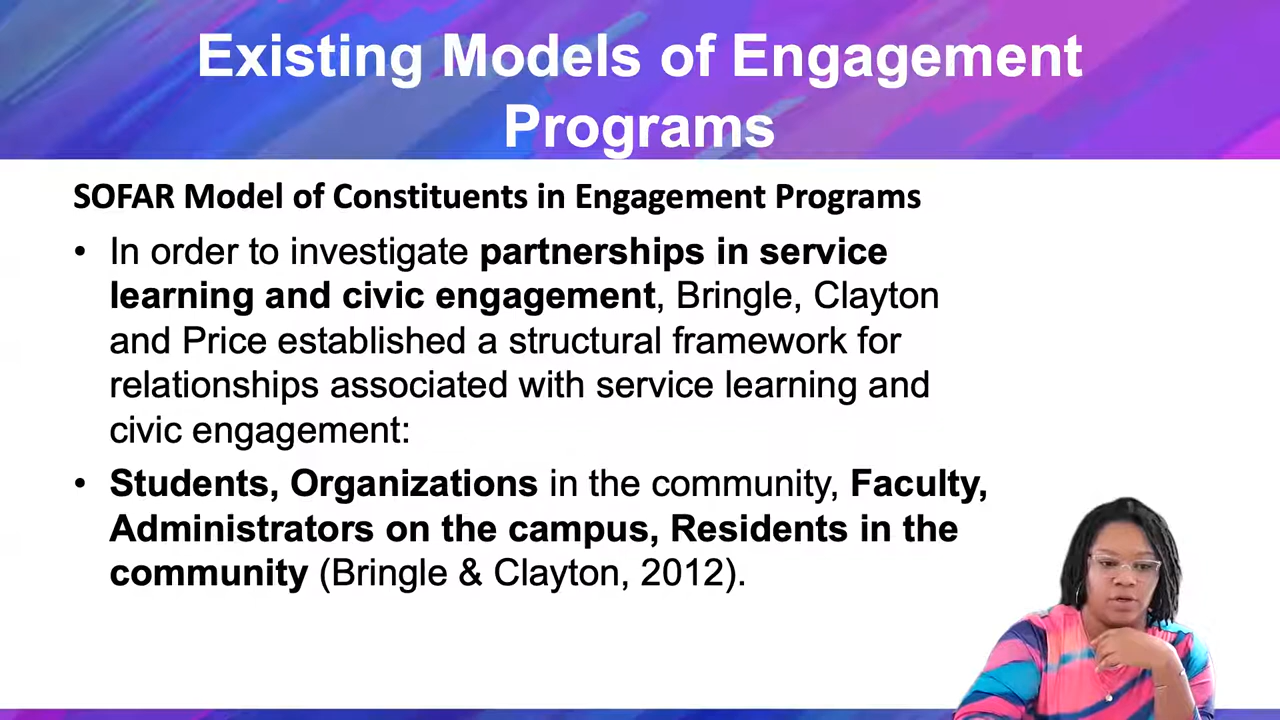 Existing Models of Engagement
Programs
SOFAR Model of Constituents in Engagement Programs
• In order to investigate partnerships in service
learning and civic engagement, Bringle, Clayton
and Price established a structural framework for
relationships associated with service learning and
civic engagement:
• Students, Organizations in the community, Faculty,
Administrators on the campus, Residents in the
community (Bringle & Clayton, 2012).